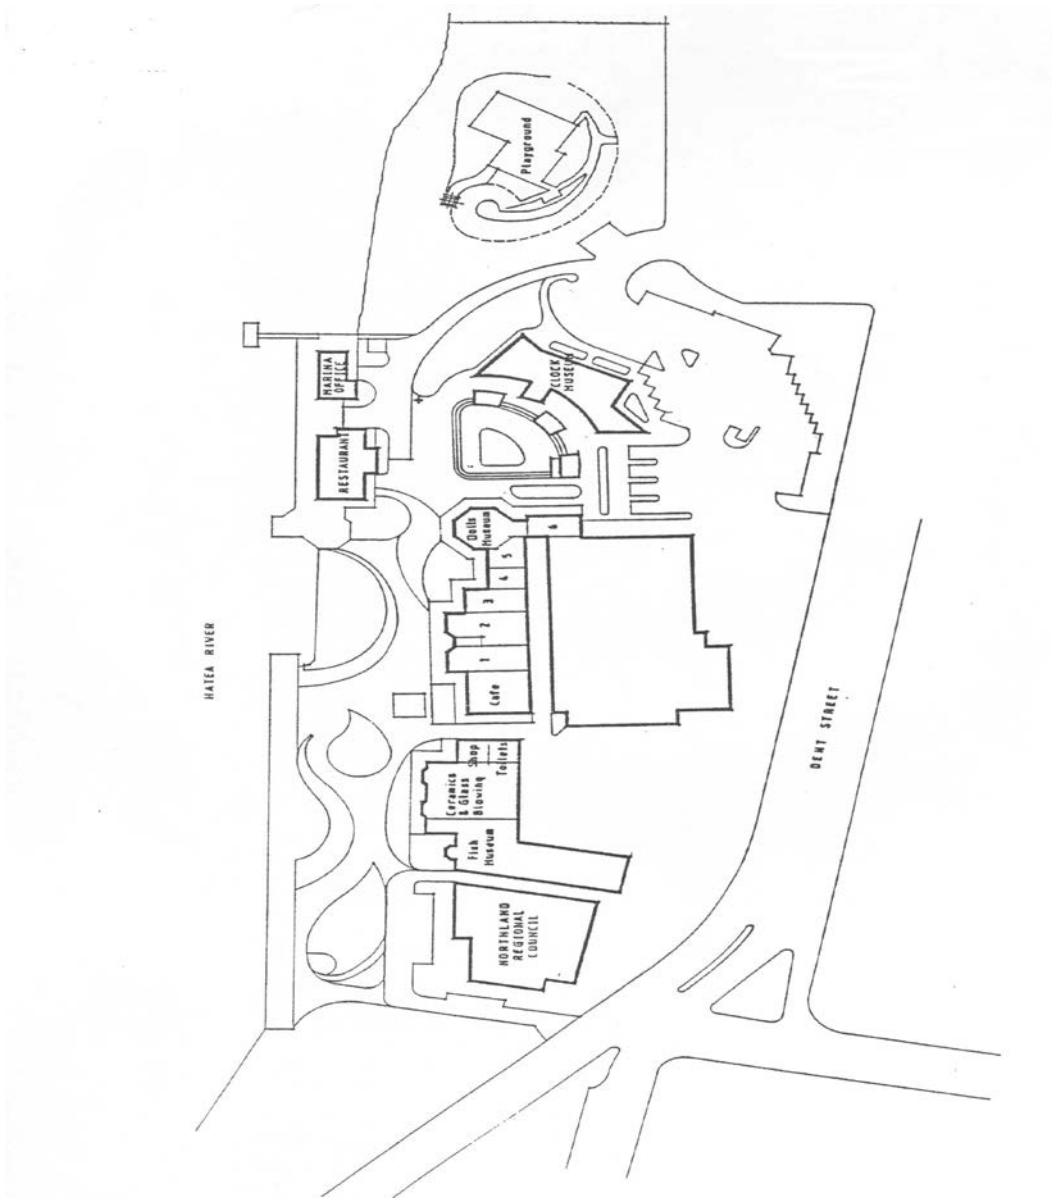 Playground
MARINA
OFFICE
CLOCK
MUSEUM
RESTAURANT
Dolls
Museum
6
5
4
3
2
1
Cafe
HATEA RIVER
DENT STREET
Shop
Toilets
Ceramics
& Glass
Blowing
Fish
Museum
NORTHLAND
REGIONAL
COUNCIL